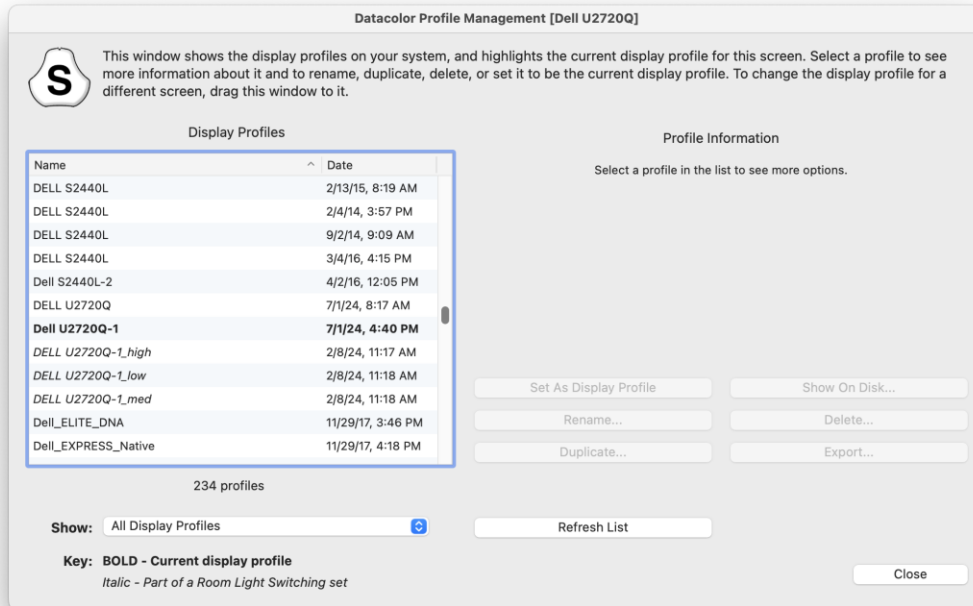 Datacolor Profile Management [Dell U2720Q]
S
This window shows the display profiles on your system, and highlights the current display profile for this screen. Select a profile to see
more information about it and to rename, duplicate, delete, or set it to be the current display profile. To change the display profile for a
different screen, drag this window to it.
Display Profiles
Profile Information
Select a profile in the list to see more options.
Name Date
DELL S2440L 2/13/15, 8:19 AM
DELL S2440L 2/4/14, 3:57 PM
DELL S2440L 9/2/14, 9:09 AM
DELL S2440L 3/4/16, 4:15 PM
Dell S2440L-2 4/2/16, 12:05 PM
DELL U2720Q 7/1/24, 8:17 AM
Dell U2720Q-1 7/1/24, 4:40 PM
DELL U2720Q-1_high 2/8/24, 11:17 AM
DELL U2720Q-1_low 2/8/24, 11:18 AM
DELL U2720Q-1_med 2/8/24, 11:18 AM
Dell_ELITE_DNA 11/29/17, 3:46 PM
Dell_EXPRESS_Native 11/29/17, 4:18 PM
Set As Display Profile Show On Disk...
Rename... Delete...
Duplicate... Export...
234 profiles
Show: All Display Profiles
Refresh List
Key: BOLD - Current display profile
Italic - Part of a Room Light Switching set
Close